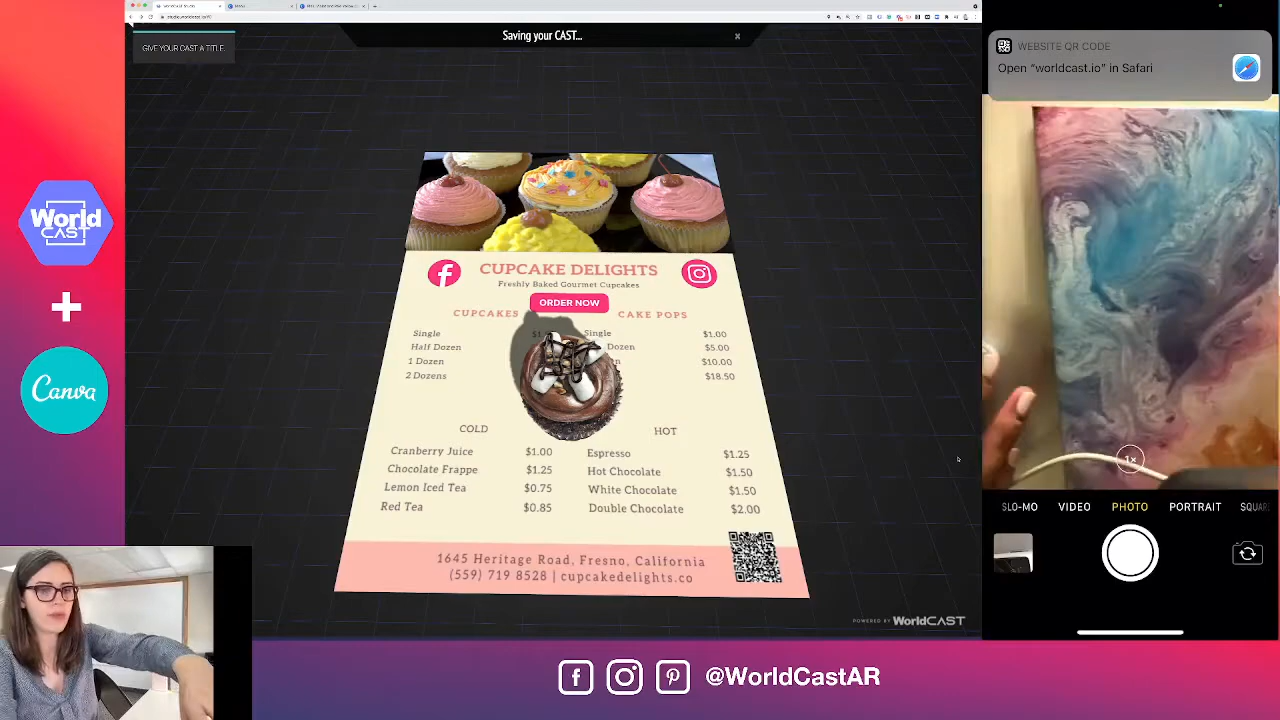 Saving your CAST...
GIVE YOUR CAST A TITLE.
WEBSITE QR CODE
Open “worldcast.io” in Safari
World
CAST
+
Canva
CUPCAKE DELIGHTS
Freshly Baked Gourmet Cupcakes
ORDER NOW
CUPCAKES
CAKE POPS
Single
Single $1.00
Half Dozen
Dozen $5.00
1 Dozen
$10.00
2 Dozens
$18.50
COLD
HOT
Cranberry Juice $1.00
Espresso $1.25
Chocolate Frappe $1.25
Hot Chocolate $1.50
Lemon Iced Tea $0.75
White Chocolate $1.50
Red Tea $0.85
Double Chocolate $2.00
1645 Heritage Road, Fresno, California
(559) 719 8528 | cupcakedelights.co
POWERED BY WorldCAST
1×
SLO-MO VIDEO PHOTO PORTRAIT SQUAR
@WorldCastAR